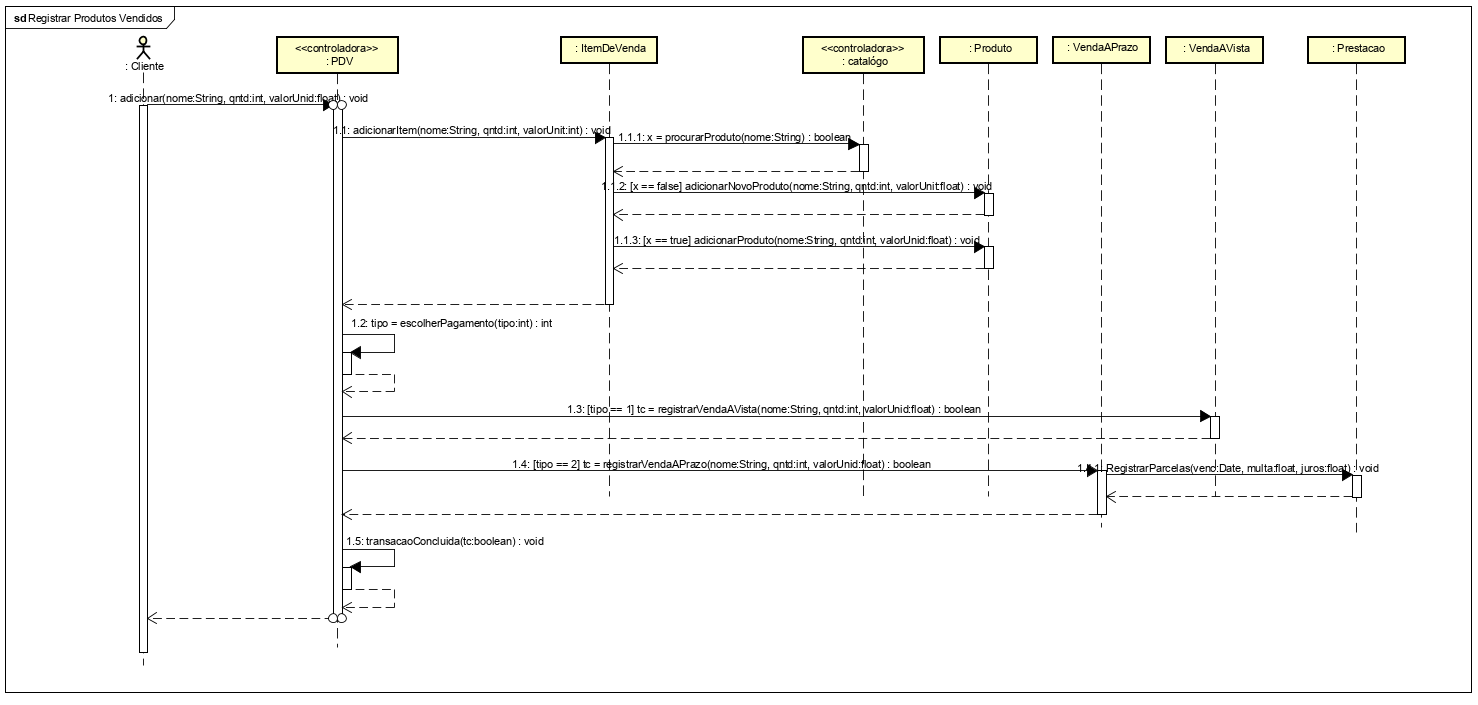 sd Registrar Produtos Vendidos
: Cliente
<<controladora>>
: PDV
: ItemDeVenda
<<controladora>>
: catalógo
: Produto
: VendaAPrazo
: VendaAVista
: Prestacao
1: adicionar(nome:String, qntd:int, valorUnid:float) : void
1.1: adicionarItem(nome:String, qntd:int, valorUnit:int) : void
1.1.1: x = procurarProduto(nome:String) : boolean
1.1.2: [x == false] adicionarNovoProduto(nome:String, qntd:int, valorUnit:float) : void
1.1.3: [x == true] adicionarProduto(nome:String, qntd:int, valorUnid:float) : void
1.2: tipo = escolherPagamento(tipo:int) : int
1.3: [tipo == 1] tc = registrarVendaAVista(nome:String, qntd:int, valorUnid:float) : boolean
1.4: [tipo == 2] tc = registrarVendaAPrazo(nome:String, qntd:int, valorUnid:float) : boolean
1.4.1: RegistrarParcelas(venc:Date, multa:float, juros:float) : void
1.5: transacaoConcluida(tc:boolean) : void